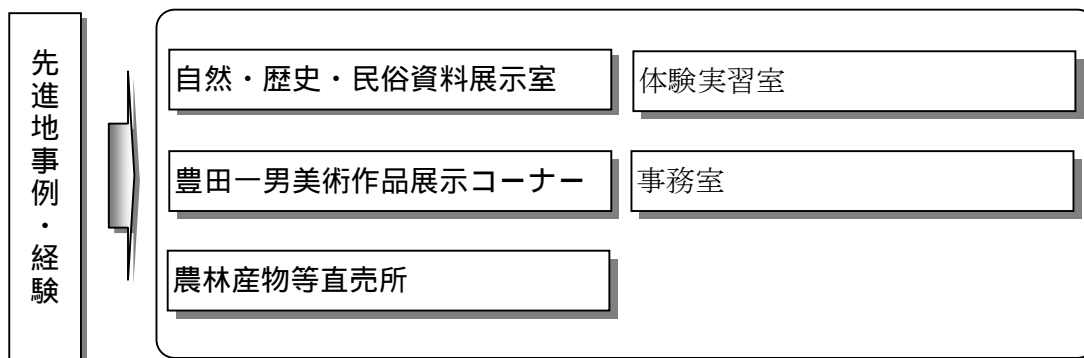 先進地事例・経験
自然・歴史・民俗資料展示室
体験実習室
豊田一男美術作品展示コーナー
事務室
農林産物等直売所